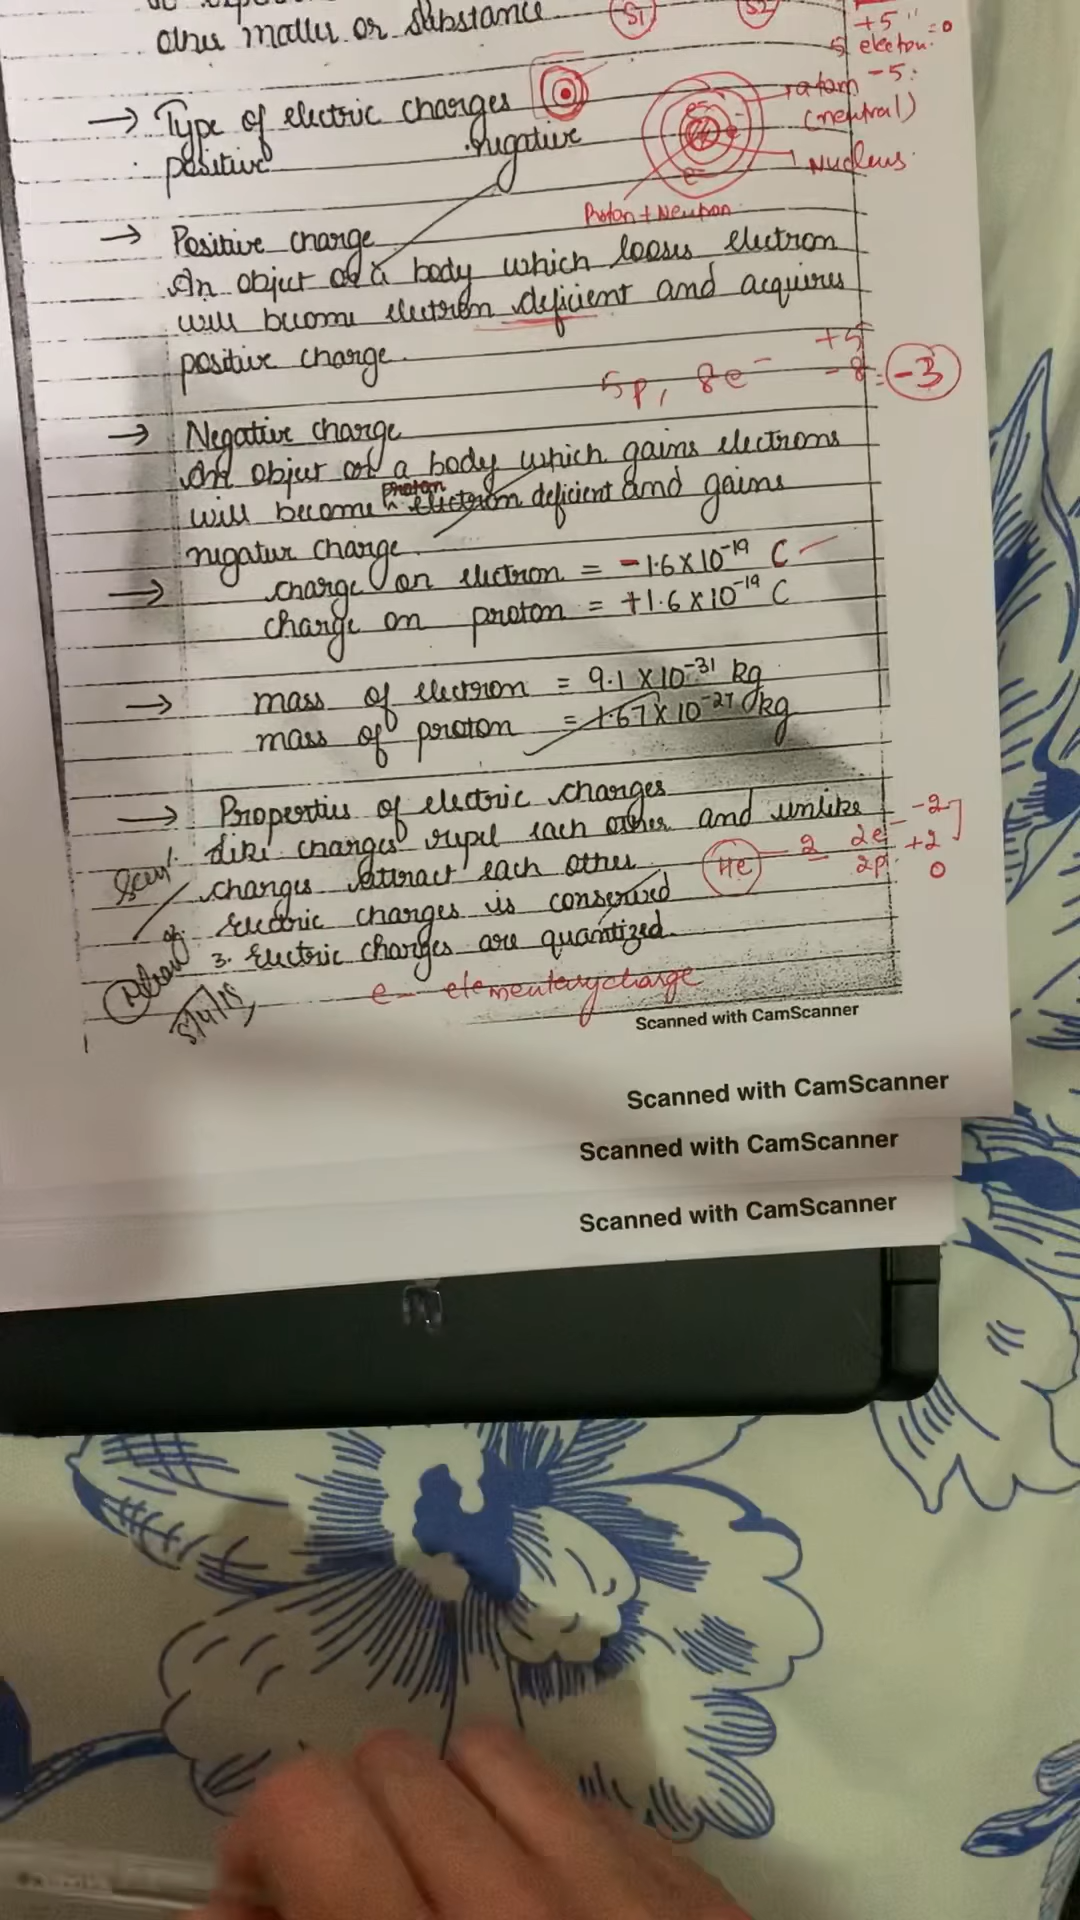 other matter or substance
S1
S2
+5
electon
= 0
→ Type of electric charges
positive
negative
atom -5
(neutral)
Nucleus
Proton + Neutron
→ Positive charge
An object of a body which looses electron
will become electron deficient and acquires
positive charge.
5p, 8e⁻
+5
-8 = -3
→ Negative charge
An object of a body which gains electrons
proton
will become electron deficient and gains
negative charge.
→ charge on electron = -1.6 X 10⁻¹⁹ C
charge on proton = +1.6 X 10⁻¹⁹ C
→ mass of electron = 9.1 X 10⁻³¹ kg
mass of proton = 1.67 X 10⁻²⁷ kg
→ Properties of electric charges
1. Like charges repel each other and unlike
charges attract each other
He 2 2e⁻ -2
2p +2
0
2. Electric charges is conserved
3. Electric charges are quantized.
e - elementary charge
Scanned with CamScanner
Scanned with CamScanner
Scanned with CamScanner
Scanned with CamScanner